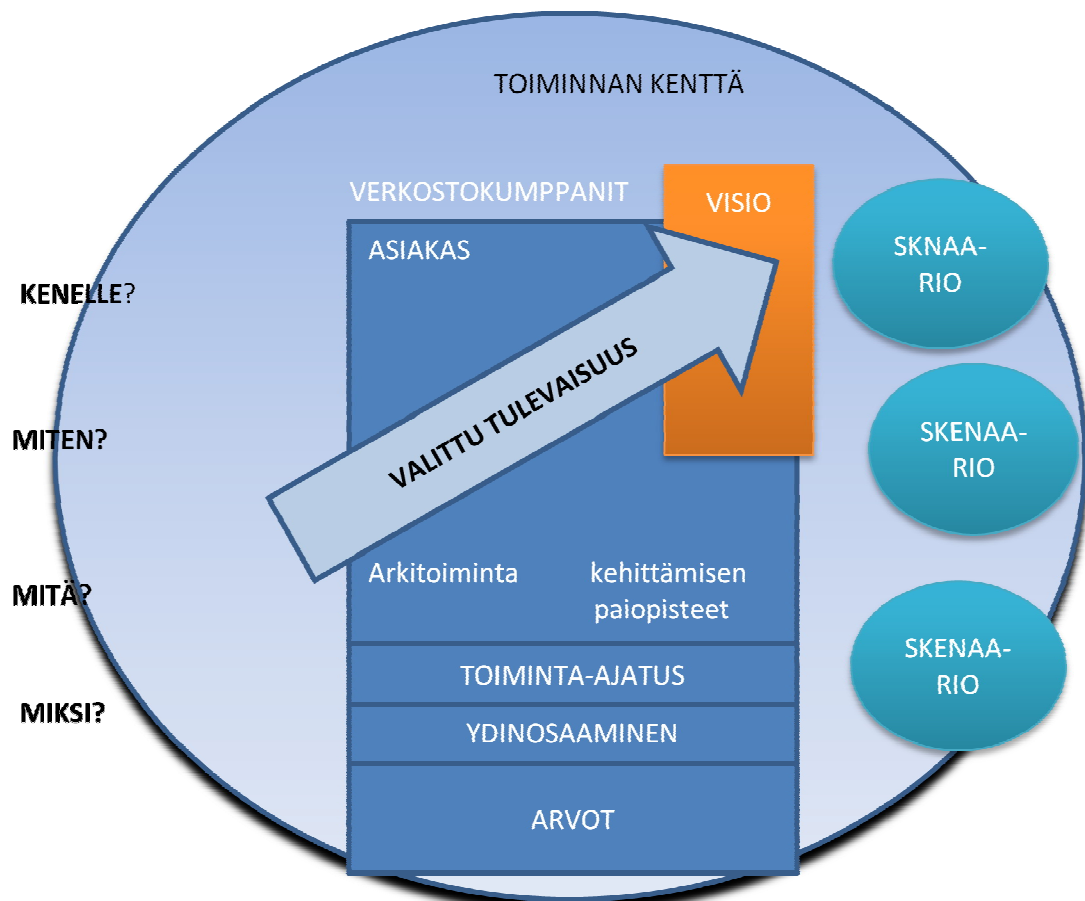 TOIMINNAN KENTTÄ
VERKOSTOKUMPPANIT
VISIO
ASIAKAS
SKNAA-
RIO
KENELLE?
VALITTU TULEVAISUUS
MITEN?
SKENAA-
RIO
Arkitoiminta
kehittämisen
paiopisteet
MITÄ?
SKENAA-
RIO
TOIMINTA-AJATUS
MIKSI?
YDINOSAAMINEN
ARVOT